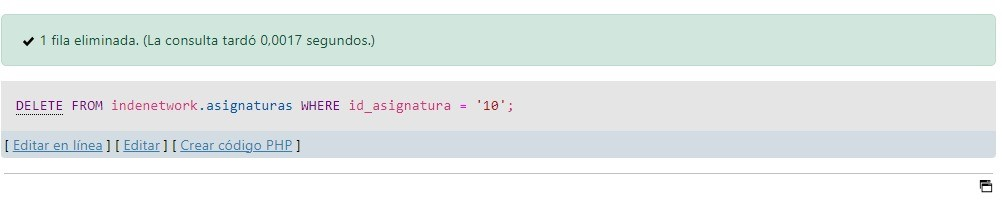 ✔ 1 fila eliminada. (La consulta tardó 0,0017 segundos.)
DELETE FROM indenetwork.asignaturas WHERE id_asignatura = '10';
[ Editar en línea ] [ Editar ] [ Crear código PHP ]